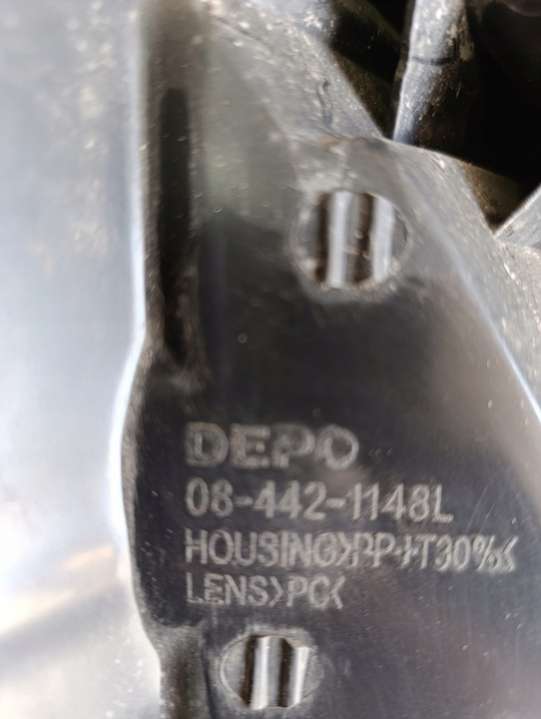 DEPO
08-442-1148L
HOUSING>PP+T30%<
LENS>PC<